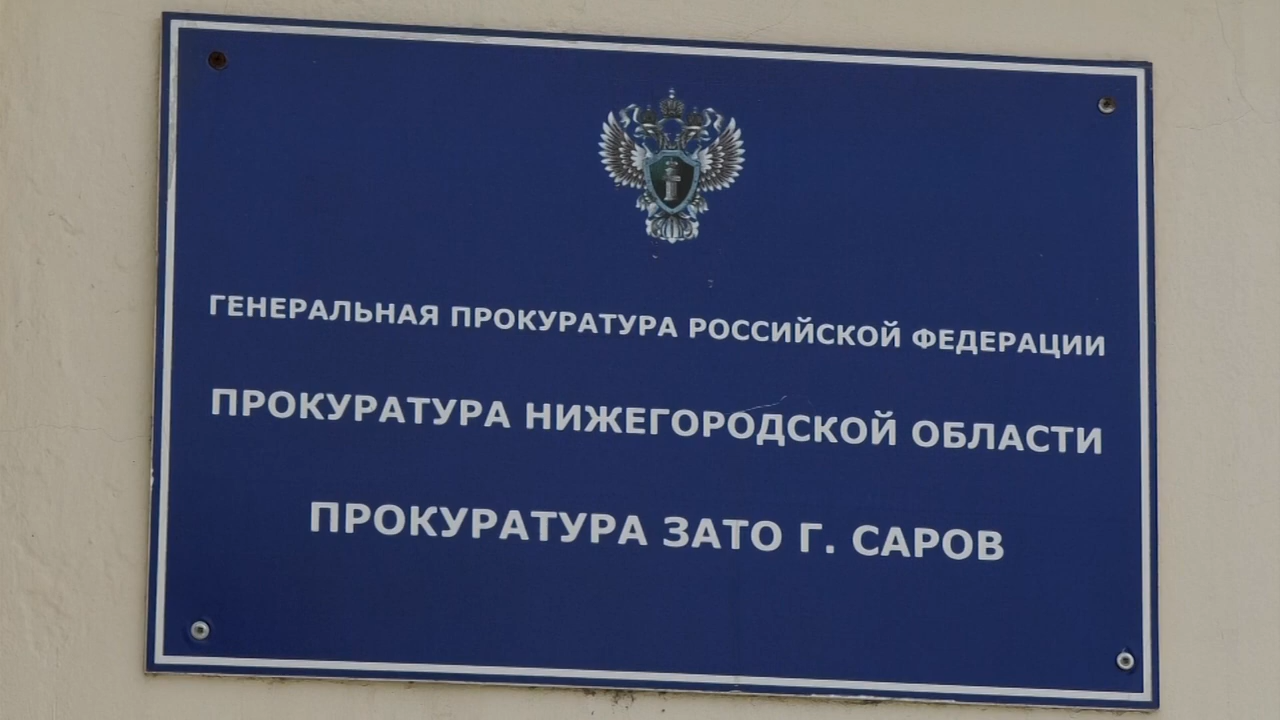 ГЕНЕРАЛЬНАЯ ПРОКУРАТУРА РОССИЙСКОЙ ФЕДЕРАЦИИ
ПРОКУРАТУРА НИЖЕГОРОДСКОЙ ОБЛАСТИ
ПРОКУРАТУРА ЗАТО Г. САРОВ